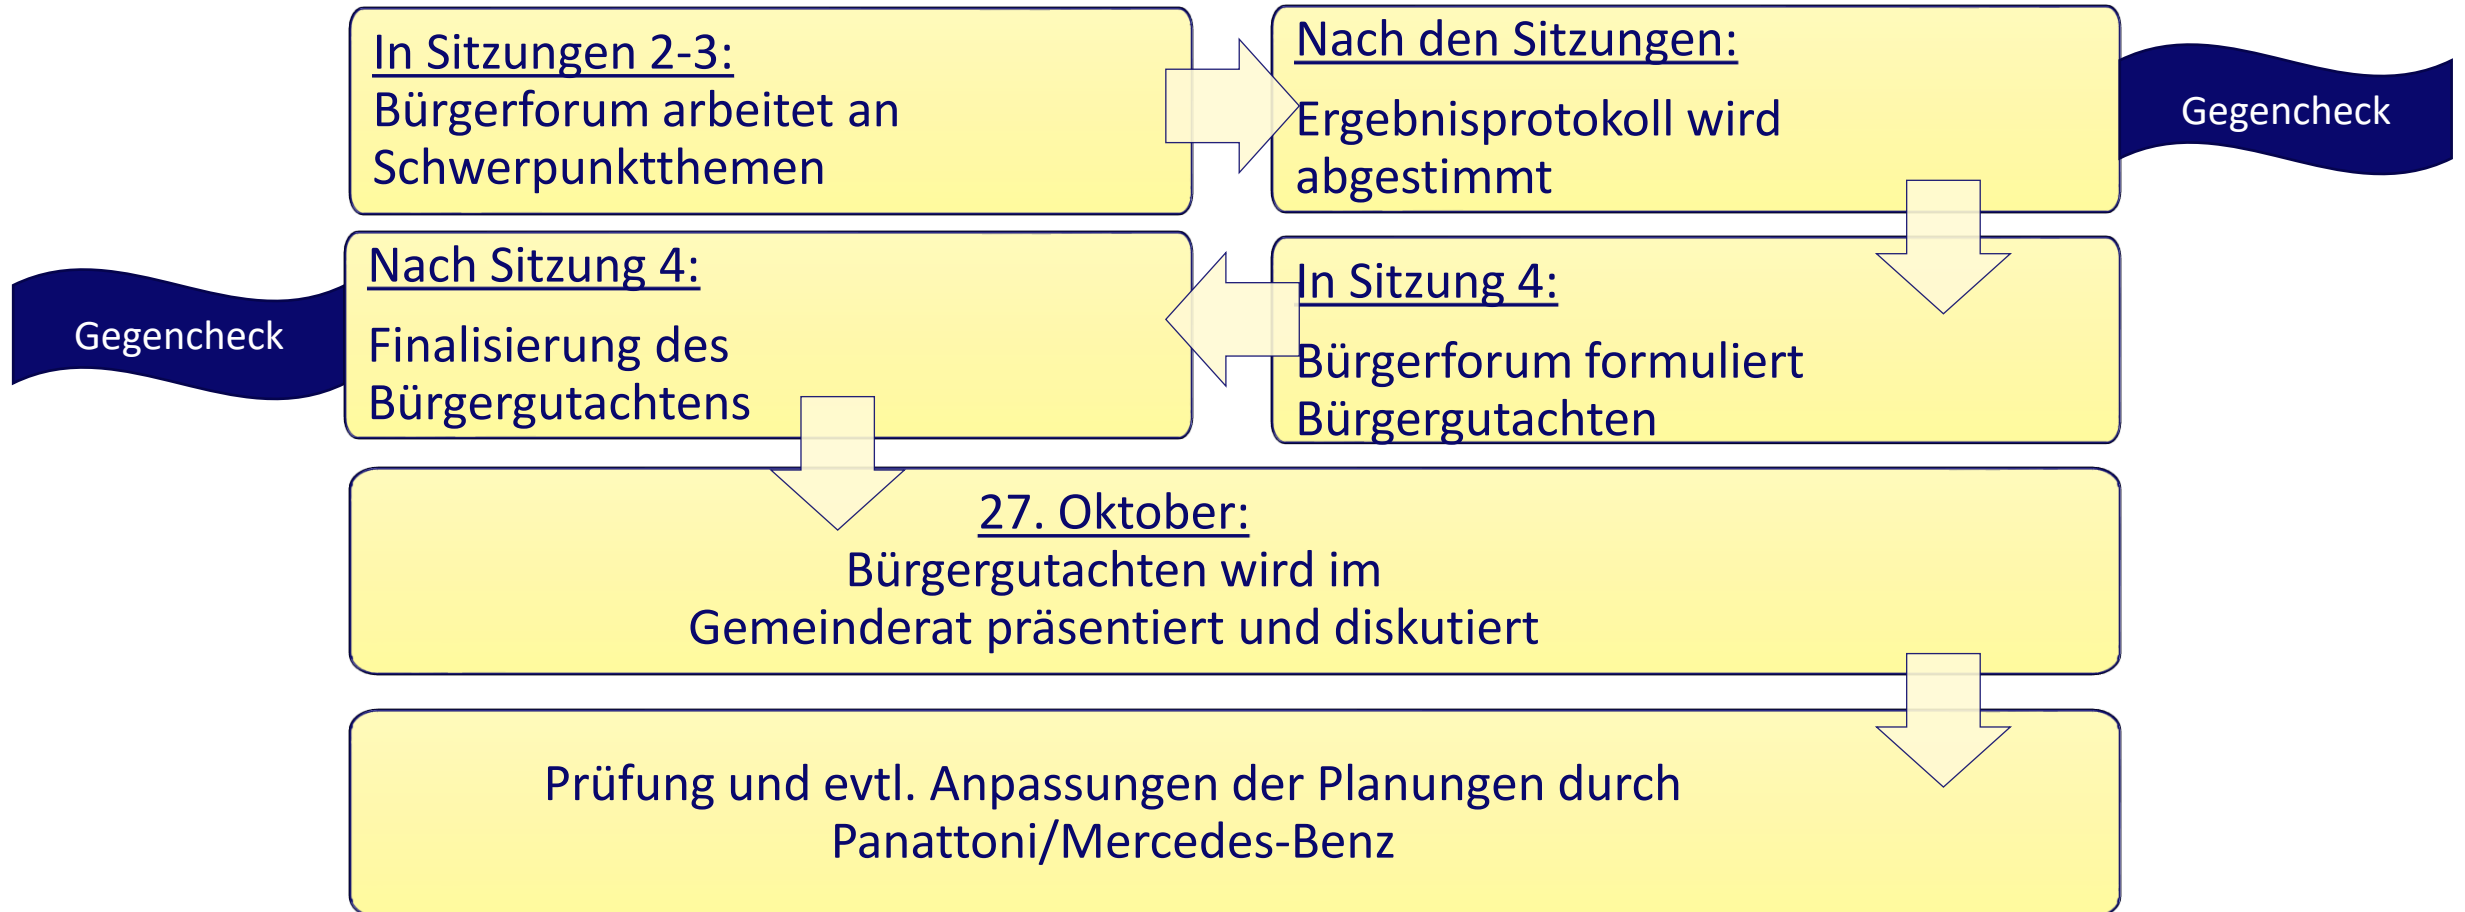 In Sitzungen 2-3:
Bürgerforum arbeitet an
Schwerpunktthemen
Nach den Sitzungen:
Ergebnisprotokoll wird
abgestimmt
Gegencheck
In Sitzung 4:
Bürgerforum formuliert
Bürgergutachten
Nach Sitzung 4:
Finalisierung des
Bürgergutachtens
Gegencheck
27. Oktober:
Bürgergutachten wird im
Gemeinderat präsentiert und diskutiert
Prüfung und evtl. Anpassungen der Planungen durch
Panattoni/Mercedes-Benz